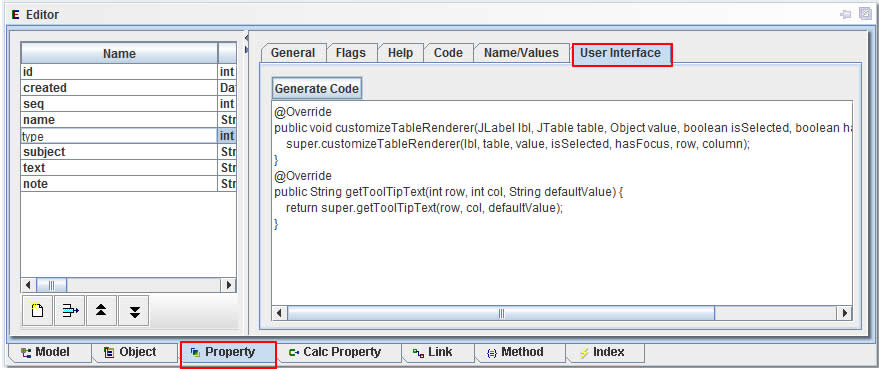 Editor
Name
id int
created Da
seq int
name Str
type int
subject Str
text Str
note Str
General Flags Help Code Name/Values User Interface
Generate Code
@Override
public void customizeTableRenderer(JLabel lbl, JTable table, Object value, boolean isSelected, boolean ha
super.customizeTableRenderer(lbl, table, value, isSelected, hasFocus, row, column);
}
@Override
public String getToolTipText(int row, int col, String defaultValue) {
return super.getToolTipText(row, col, defaultValue);
}
Model Object Property Calc Property Link Method Index